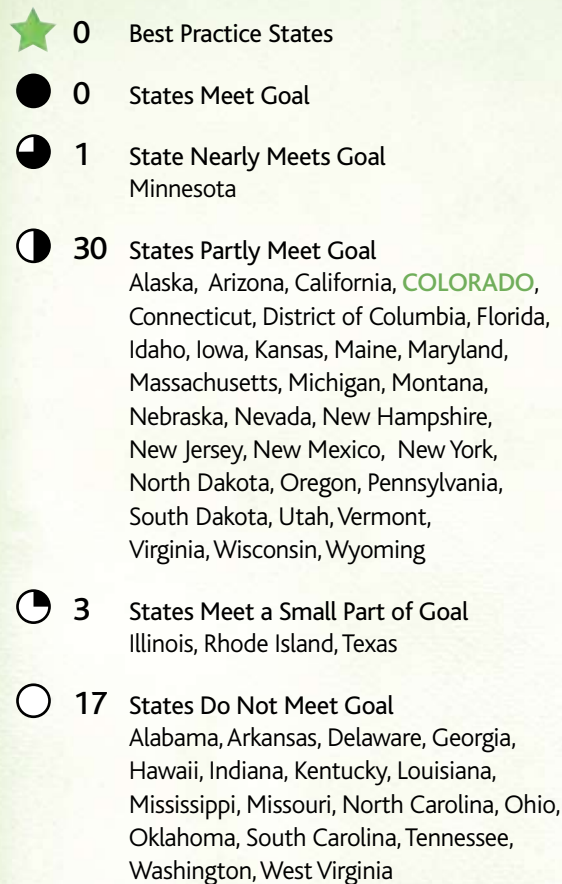 0 Best Practice States
0 States Meet Goal
1 State Nearly Meets Goal
Minnesota
30 States Partly Meet Goal
Alaska, Arizona, California, COLORADO,
Connecticut, District of Columbia, Florida,
Idaho, Iowa, Kansas, Maine, Maryland,
Massachusetts, Michigan, Montana,
Nebraska, Nevada, New Hampshire,
New Jersey, New Mexico, New York,
North Dakota, Oregon, Pennsylvania,
South Dakota, Utah, Vermont,
Virginia, Wisconsin, Wyoming
3 States Meet a Small Part of Goal
Illinois, Rhode Island, Texas
17 States Do Not Meet Goal
Alabama, Arkansas, Delaware, Georgia,
Hawaii, Indiana, Kentucky, Louisiana,
Mississippi, Missouri, North Carolina, Ohio,
Oklahoma, South Carolina, Tennessee,
Washington, West Virginia